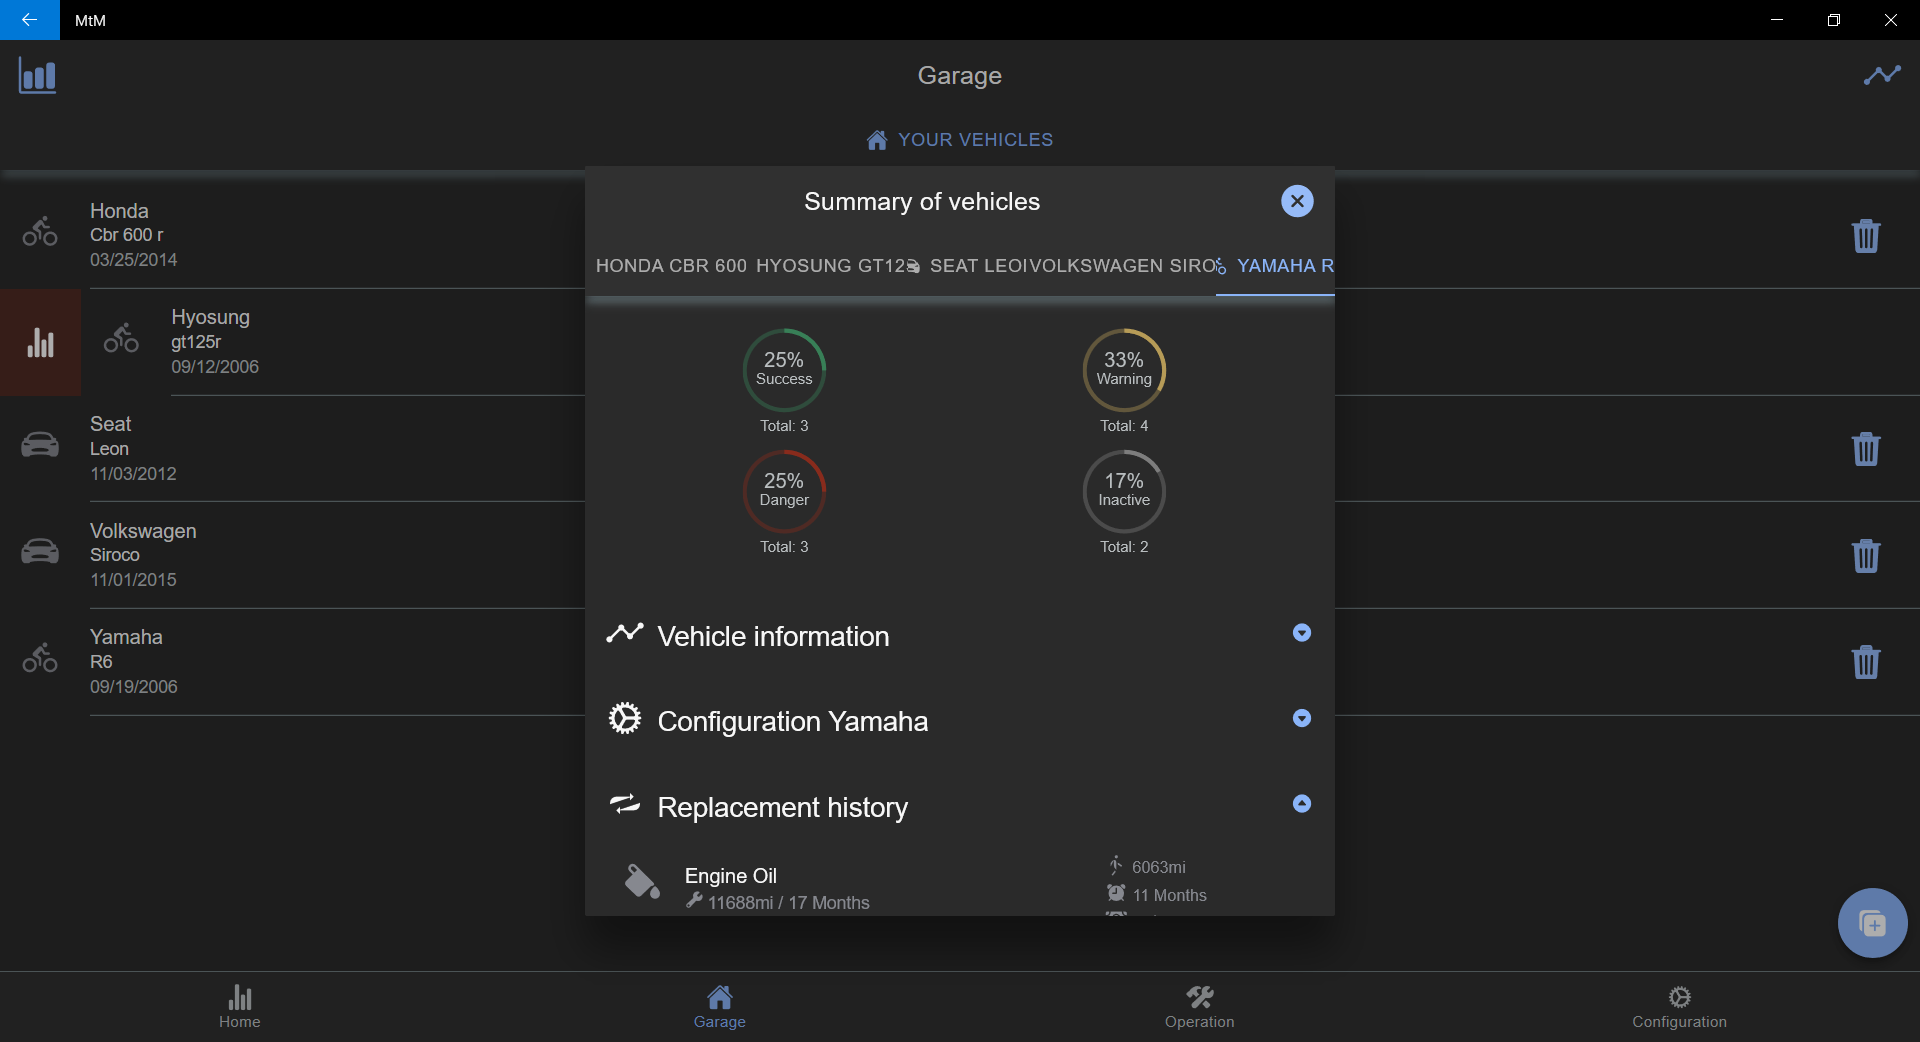 MtM
Garage
YOUR VEHICLES
Honda
Cbr 600 r
03/25/2014
Hyosung
gt125r
09/12/2006
Seat
Leon
11/03/2012
Volkswagen
Siroco
11/01/2015
Yamaha
R6
09/19/2006
Summary of vehicles
HONDA CBR 600 HYOSUNG GT12 SEAT LEOI VOLKSWAGEN SIRO YAMAHA R
25%
Success
Total: 3
33%
Warning
Total: 4
25%
Danger
Total: 3
17%
Inactive
Total: 2
Vehicle information
Configuration Yamaha
Replacement history
Engine Oil
11688mi / 17 Months
6063mi
11 Months
Home
Garage
Operation
Configuration